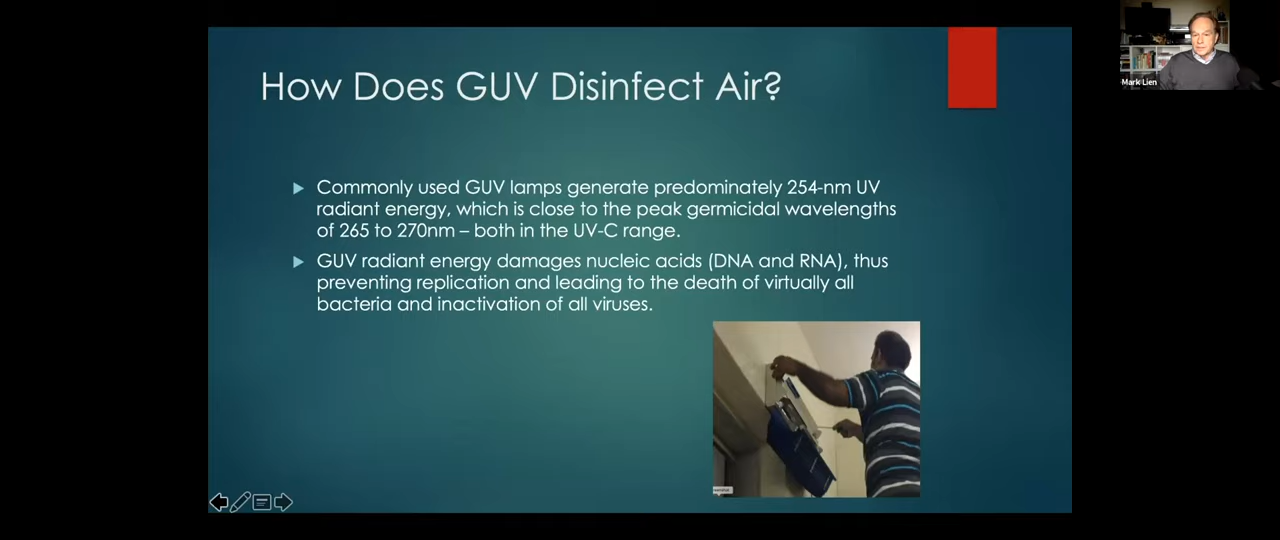 How Does GUV Disinfect Air?
Mark Lien
Commonly used GUV lamps generate predominately 254-nm UV
radiant energy, which is close to the peak germicidal wavelengths
of 265 to 270nm – both in the UV-C range.
GUV radiant energy damages nucleic acids (DNA and RNA), thus
preventing replication and leading to the death of virtually all
bacteria and inactivation of all viruses.